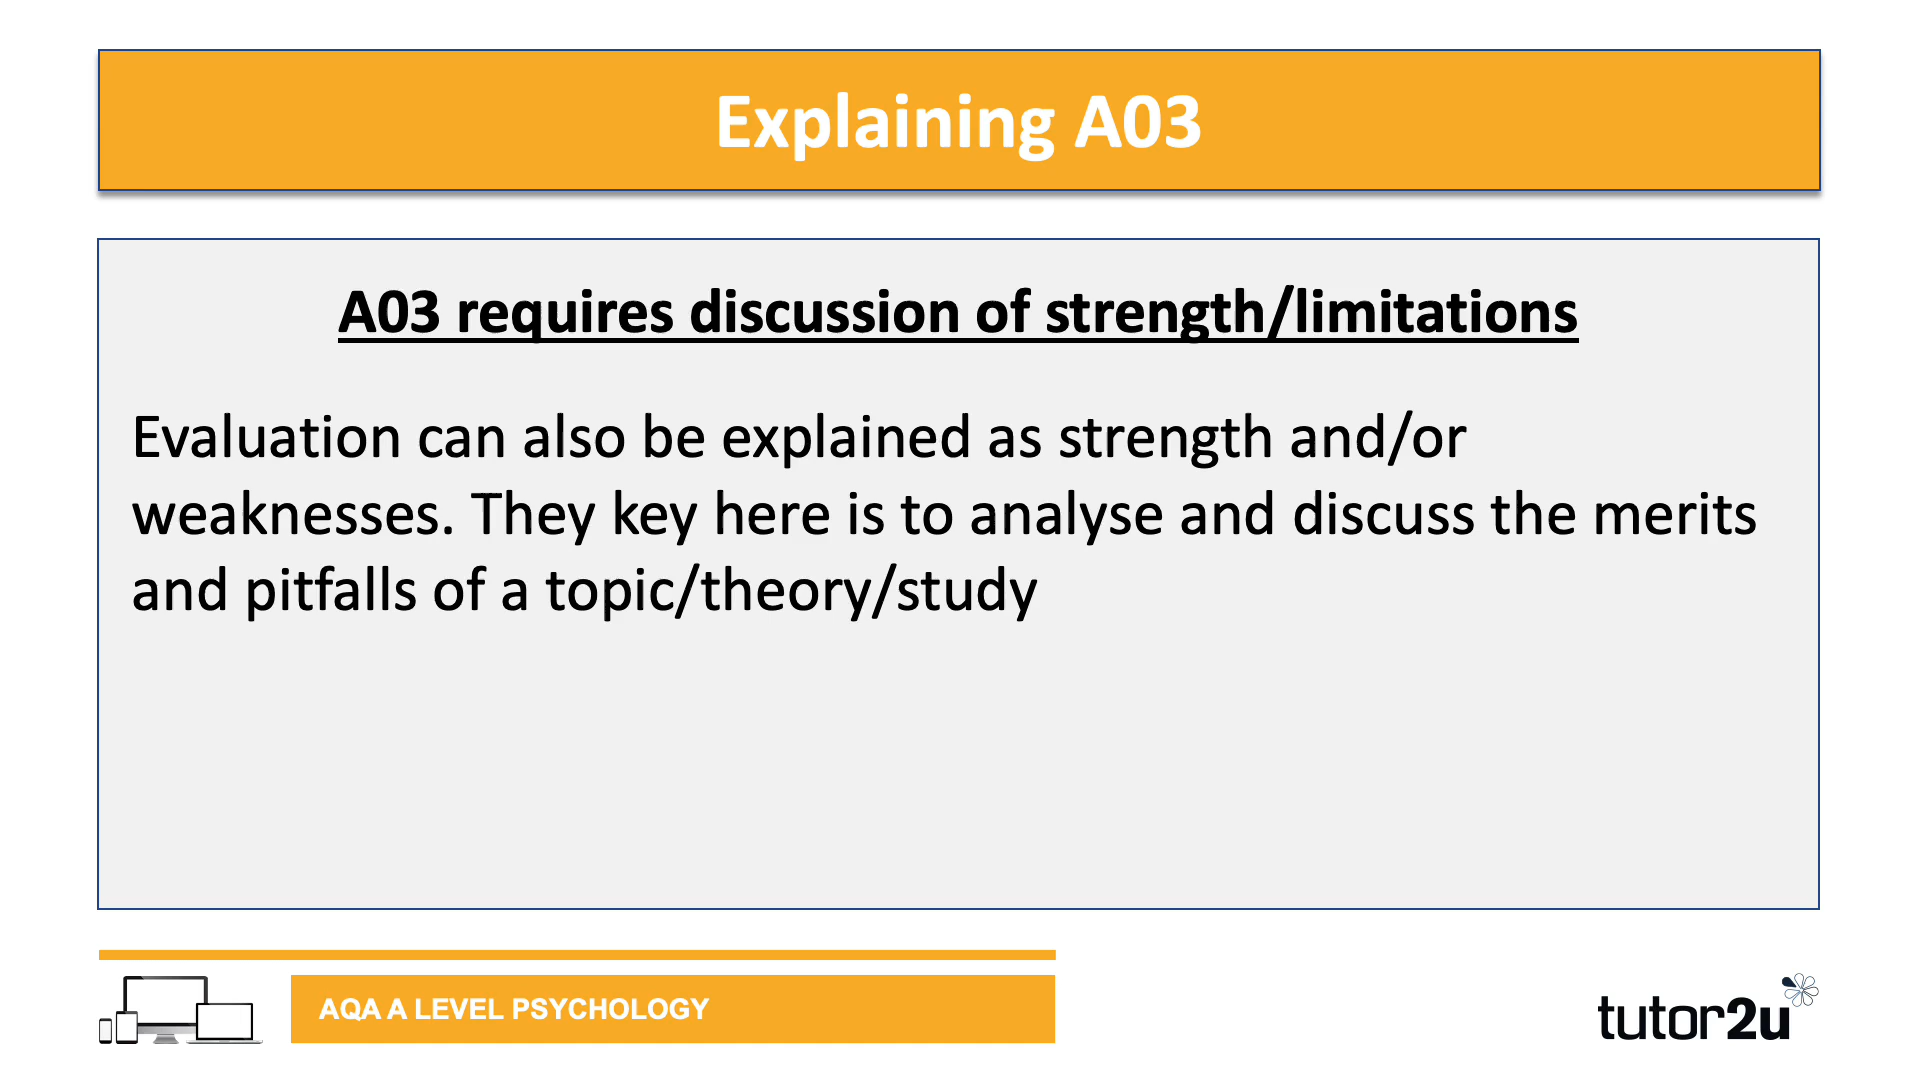 Explaining A03
A03 requires discussion of strength/limitations
Evaluation can also be explained as strength and/or
weaknesses. They key here is to analyse and discuss the merits
and pitfalls of a topic/theory/study
AQA A LEVEL PSYCHOLOGY
tutor2u